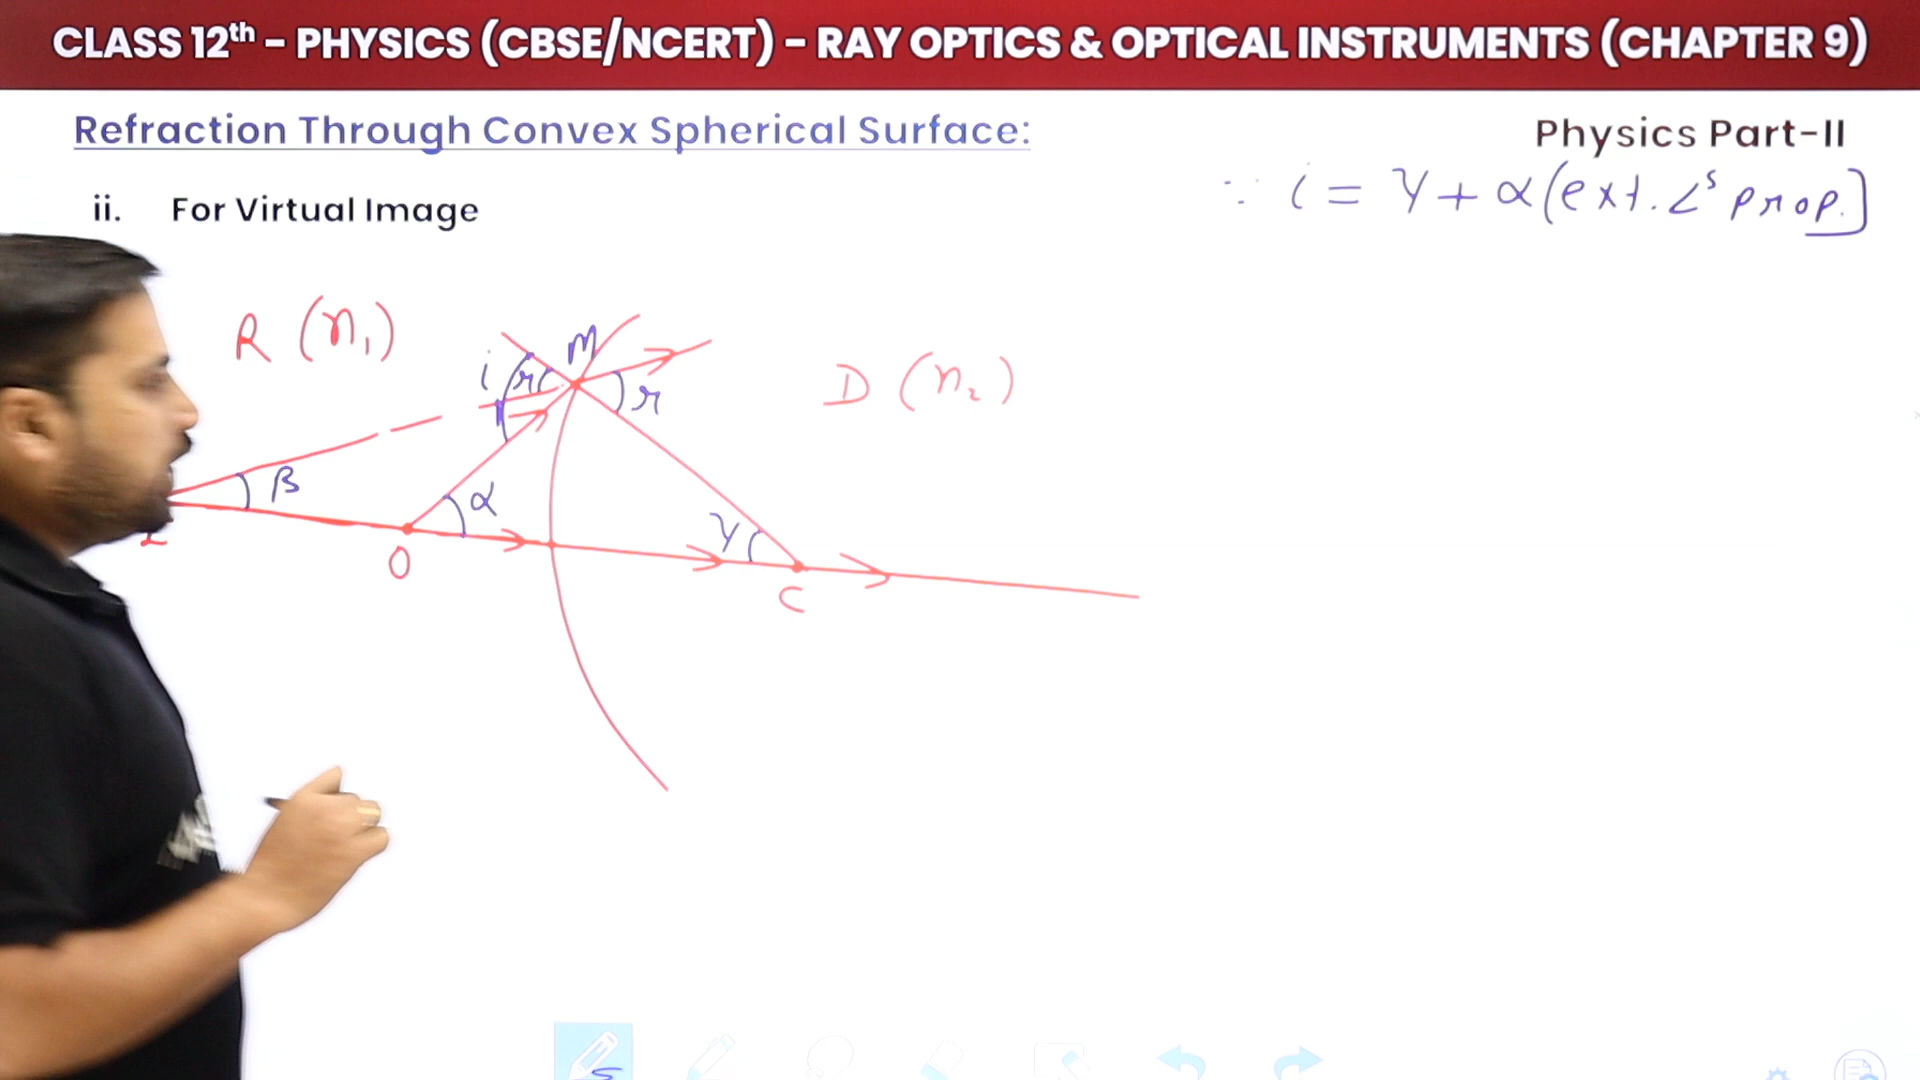 CLASS 12th - PHYSICS (CBSE/NCERT) - RAY OPTICS & OPTICAL INSTRUMENTS (CHAPTER 9)
Refraction Through Convex Spherical Surface:
Physics Part-II
∵ i = γ + α (ext. ∠s prop.]
ii. For Virtual Image
R (n₁)
M
i
r
r
D (n₂)
β
α
γ
I
O
C